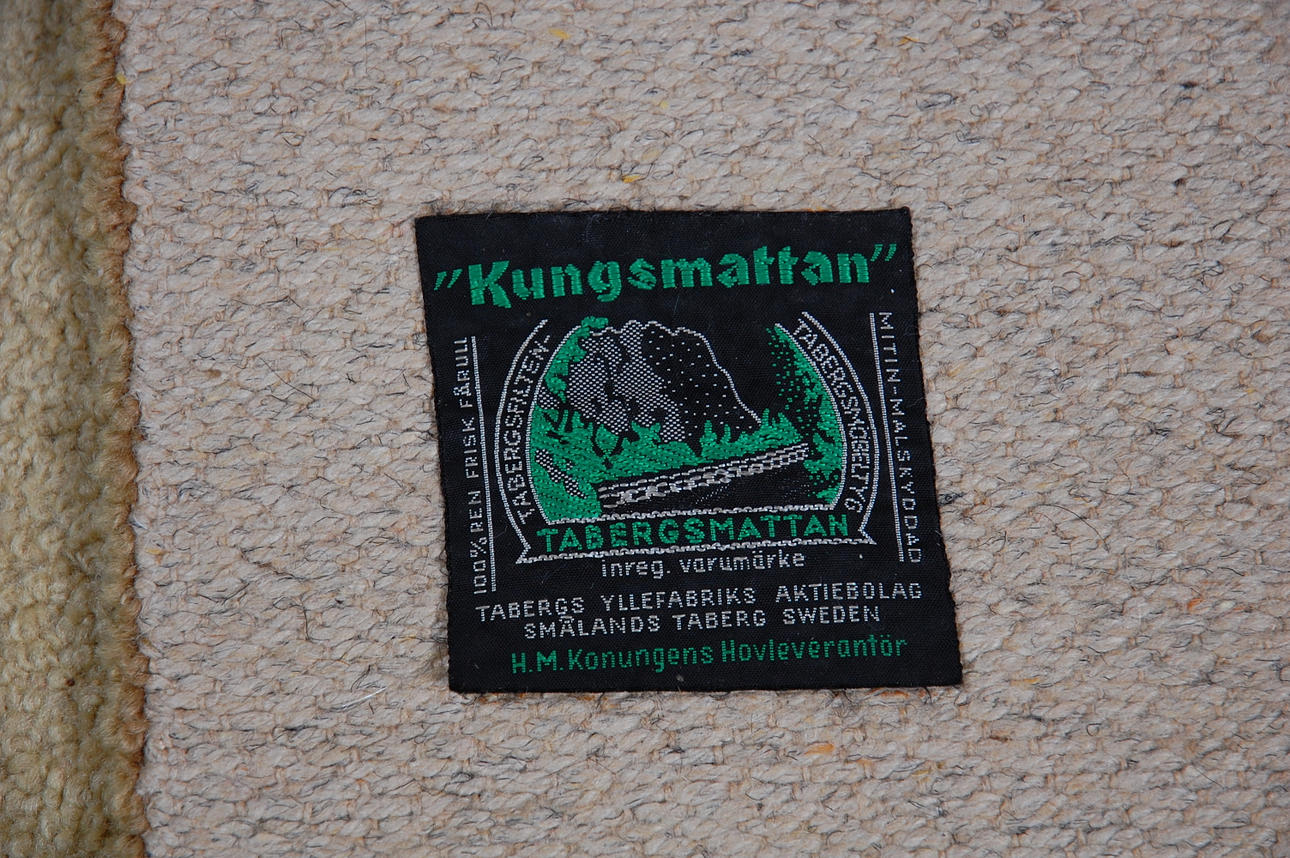 "Kungsmattan"
100% REN FRISK FÅRULL
TABERGSFILTEN
TABERGSMÖBELTYG
MITIN-MALSKYDDAD
TABERGSMATTAN
inreg. varumärke
TABERGS YLLEFABRIKS AKTIEBOLAG
SMÅLANDS TABERG SWEDEN
H.M. Konungens Hovleverantör